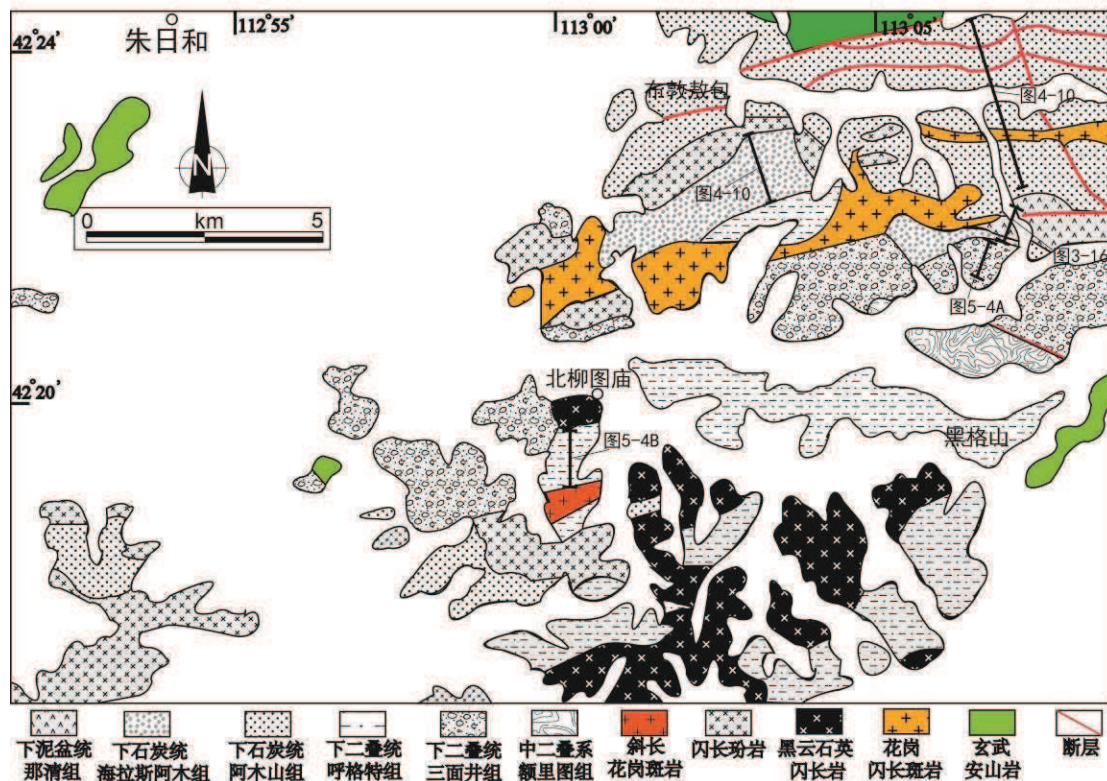 112°55′
113°00′
113°05′
42°24′
朱日和
布敦敖包
图4-10
N
图4-10
0 km 5
图3-16
图5-4A
42°20′
北柳图庙
黑格山
图5-4B
下泥盆统
那清组
下石炭统
海拉斯阿木组
下石炭统
阿木山组
下二叠统
呼格特组
下二叠统
三面井组
中二叠系
额里图组
斜长
花岗斑岩
闪长玢岩
黑云石英
闪长岩
花岗
闪长斑岩
玄武
安山岩
断层